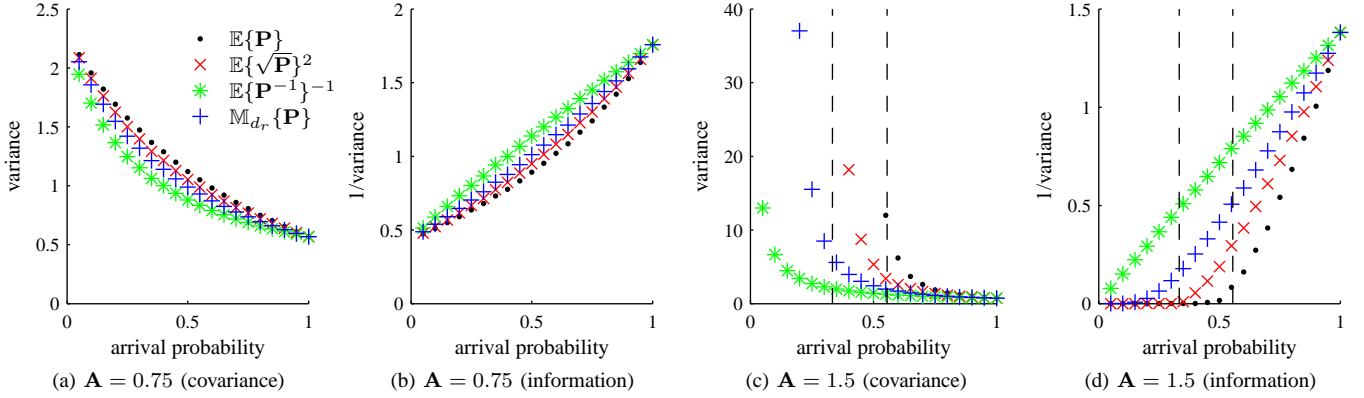 2.5
2
1.5
1
0.5
0
0
0.5
1
variance
arrival probability
𝔼{P}
𝔼{√P}²
𝔼{P⁻¹}⁻¹
𝕄_{d_r}{P}
(a) A = 0.75 (covariance)
2
1.5
1
0.5
0
0
0.5
1
1/variance
arrival probability
(b) A = 0.75 (information)
40
30
20
10
0
0
0.5
1
variance
arrival probability
(c) A = 1.5 (covariance)
1.5
1
0.5
0
0
0.5
1
1/variance
arrival probability
(d) A = 1.5 (information)